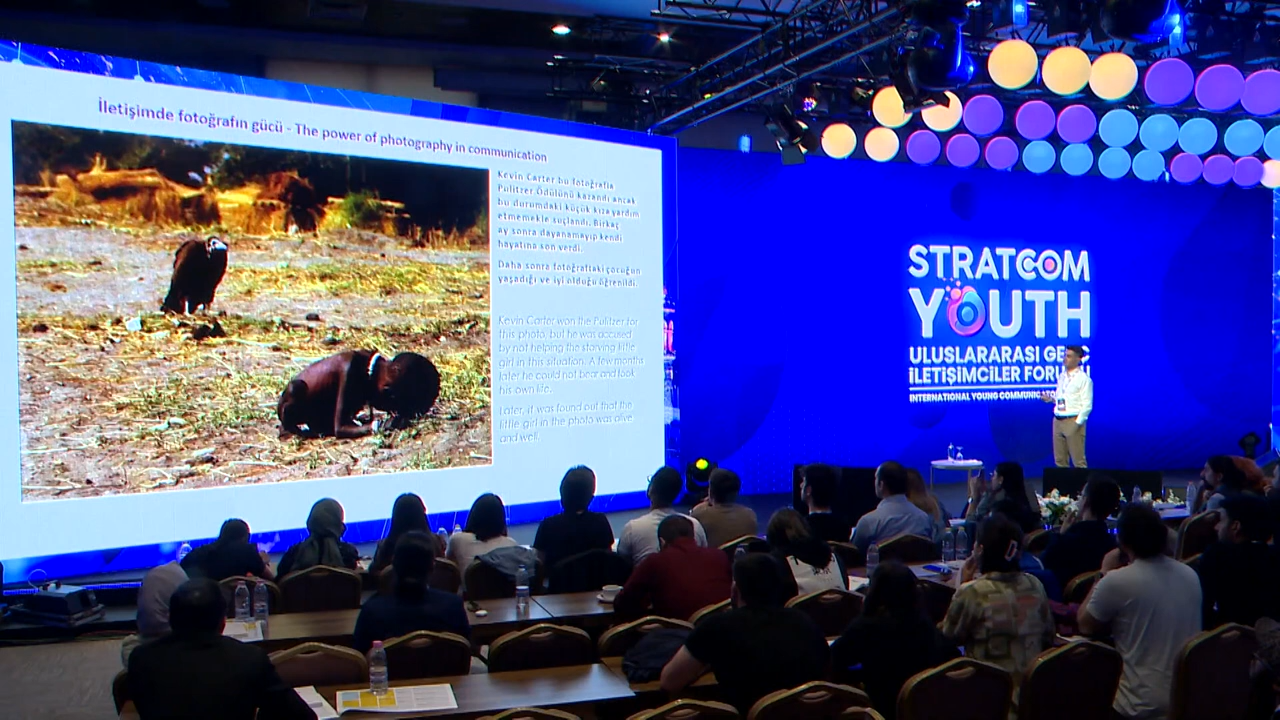 İletişimde fotoğrafın gücü - The power of photography in communication
Kevin Carter bu fotoğrafla
Pulitzer Ödülünü kazandı ancak
bu durumdaki küçük kıza yardım
etmemekle suçlandı. Birkaç
ay sonra dayanamayıp kendi
hayatına son verdi.
Daha sonra fotoğraftaki çocuğun
yaşadığı ve iyi olduğu öğrenildi.
Kevin Carter won the Pulitzer for
this photo, but he was accused
by not helping the starving little
girl in this situation. A few months
later he could not bear and took
his own life.
Later, it was found out that the
little girl in the photo was alive
and well.
STRATCOM
YOUTH
ULUSLARARASI
İLETİŞİMCİLER
INTERNATIONAL YOUNG